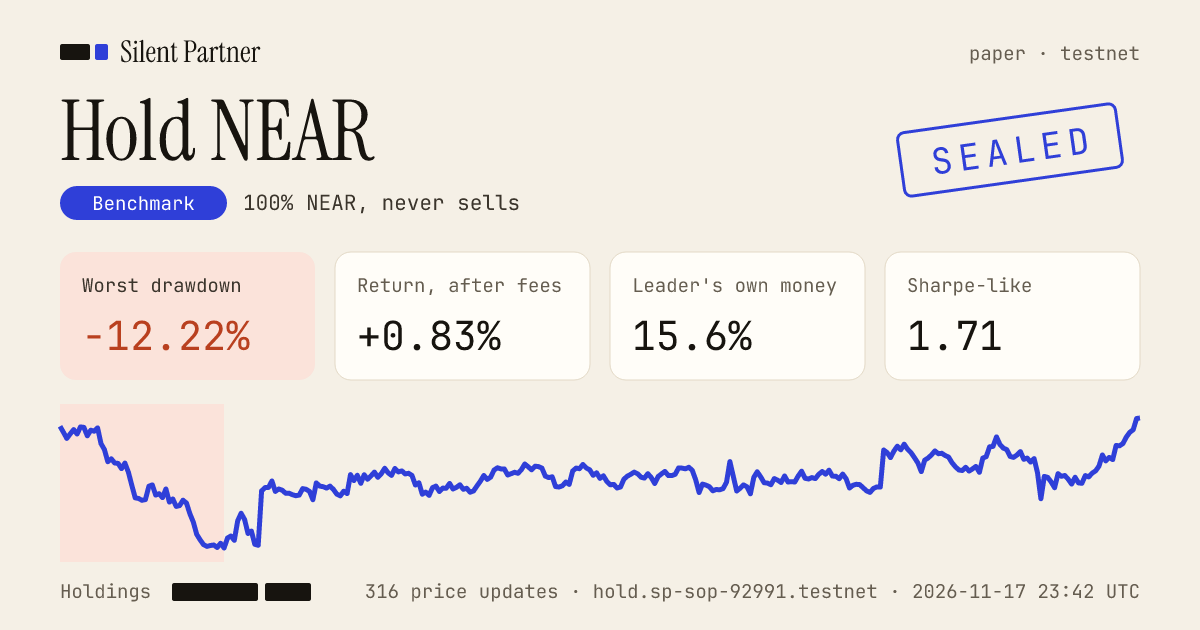 Silent Partner
paper · testnet
Hold NEAR
SEALED
Benchmark
100% NEAR, never sells
Worst drawdown
-12.22%
Return, after fees
+0.83%
Leader's own money
15.6%
Sharpe-like
1.71
Holdings
316 price updates · hold.sp-sop-92991.testnet · 2026-11-17 23:42 UTC